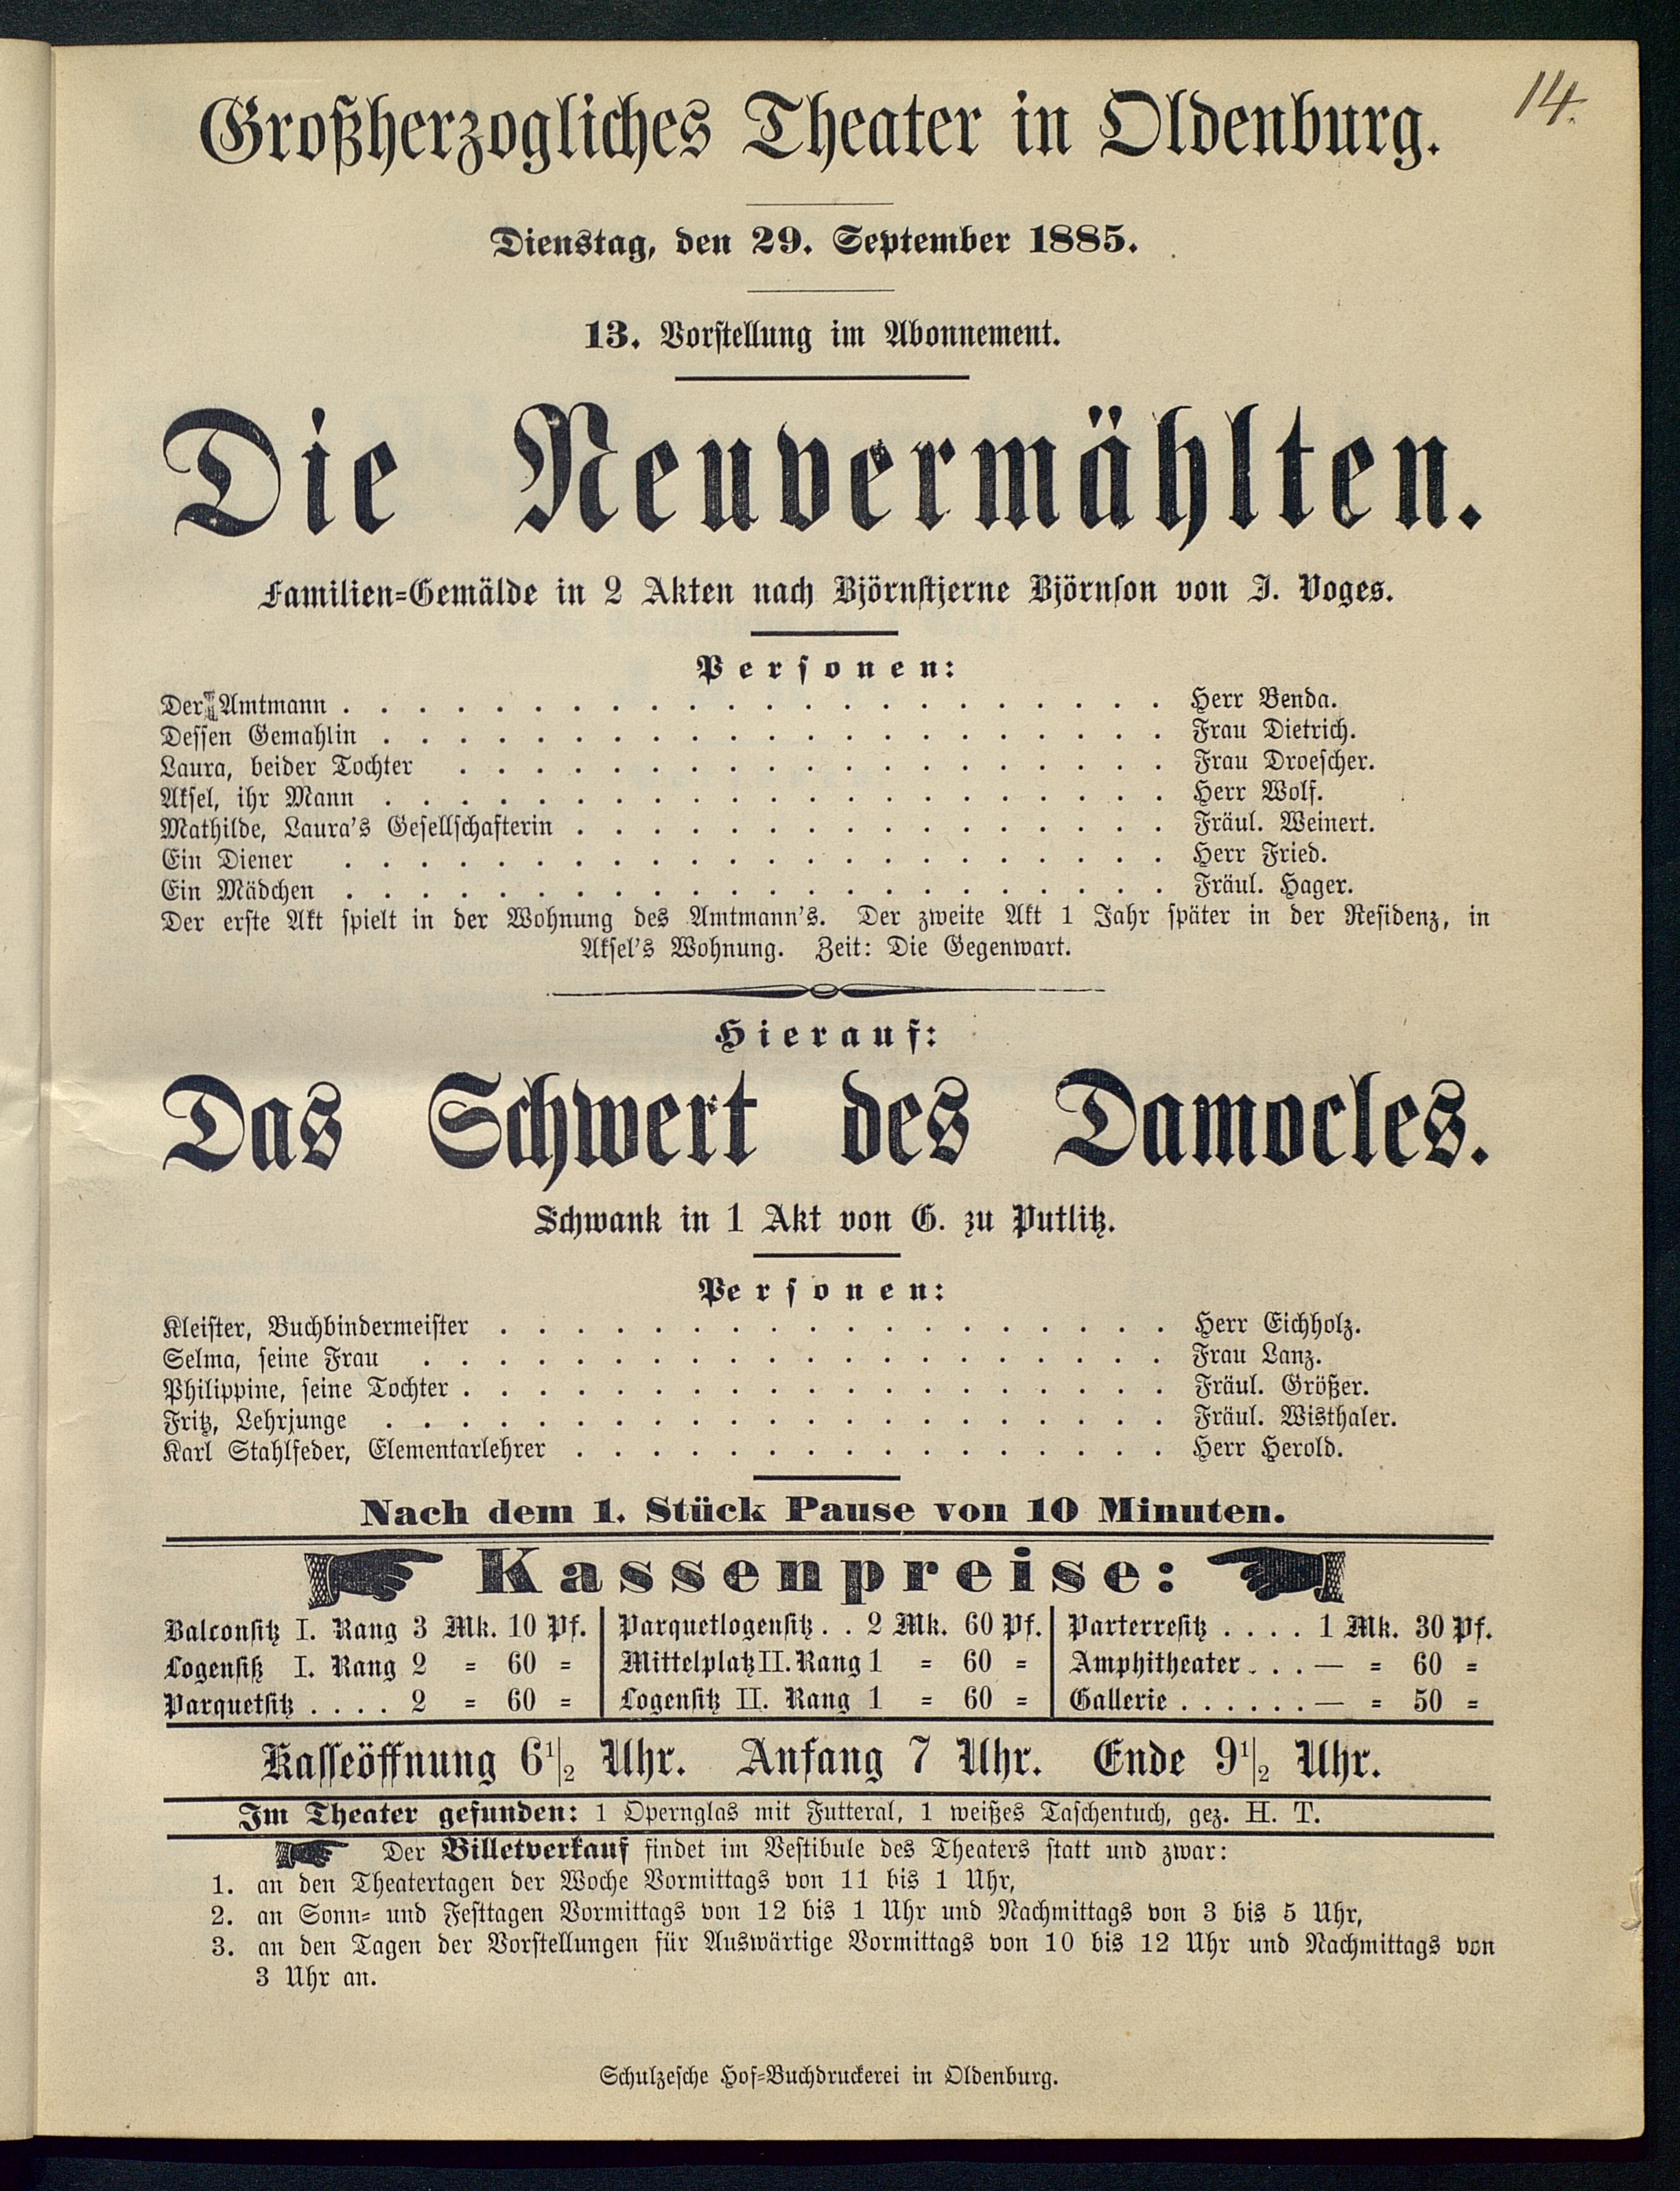 14.
Großherzogliches Theater in Oldenburg.
Dienstag, den 29. September 1885.
13. Vorstellung im Abonnement.
Die Neuvermählten.
Familien=Gemälde in 2 Akten nach Björnstjerne Björnson von J. Voges.
Personen:
Der Amtmann . . . . . . . . . . . . . . . . . . . . . . Herr Benda.
Dessen Gemahlin . . . . . . . . . . . . . . . . . . . . . Frau Dietrich.
Laura, beider Tochter . . . . . . . . . . . . . . . . . . . Frau Droescher.
Aksel, ihr Mann . . . . . . . . . . . . . . . . . . . . . Herr Wolf.
Mathilde, Laura's Gesellschafterin . . . . . . . . . . . . . . . . Fräul. Weinert.
Ein Diener . . . . . . . . . . . . . . . . . . . . . . Herr Fried.
Ein Mädchen . . . . . . . . . . . . . . . . . . . . . . Fräul. Hager.
Der erste Akt spielt in der Wohnung des Amtmann's. Der zweite Akt 1 Jahr später in der Residenz, in
Aksel's Wohnung. Zeit: Die Gegenwart.
Hierauf:
Das Schwert des Damocles.
Schwank in 1 Akt von G. zu Putlitz.
Personen:
Kleister, Buchbindermeister . . . . . . . . . . . . . . . . . . Herr Eichholz.
Selma, seine Frau . . . . . . . . . . . . . . . . . . . . Frau Lanz.
Philippine, seine Tochter . . . . . . . . . . . . . . . . . . . Fräul. Größer.
Fritz, Lehrjunge . . . . . . . . . . . . . . . . . . . . . Fräul. Wisthaler.
Karl Stahlfeder, Elementarlehrer . . . . . . . . . . . . . . . . Herr Herold.
Nach dem 1. Stück Pause von 10 Minuten.
Kassenpreise:
Balconsitz I. Rang 3 Mk. 10 Pf. | Parquetlogensitz . . 2 Mk. 60 Pf. | Parterresitz . . . . 1 Mk. 30 Pf.
Logensitz I. Rang 2 = 60 = | Mittelplatz II. Rang 1 = 60 = | Amphitheater . . . — = 60 =
Parquetsitz . . . . 2 = 60 = | Logensitz II. Rang 1 = 60 = | Gallerie . . . . . . — = 50 =
Kasseöffnung 6 1/2 Uhr. Anfang 7 Uhr. Ende 9 1/2 Uhr.
Im Theater gefunden: 1 Opernglas mit Futteral, 1 weißes Taschentuch, gez. H. T.
Der Billetverkauf findet im Vestibule des Theaters statt und zwar:
1. an den Theatertagen der Woche Vormittags von 11 bis 1 Uhr,
2. an Sonn= und Festtagen Vormittags von 12 bis 1 Uhr und Nachmittags von 3 bis 5 Uhr,
3. an den Tagen der Vorstellungen für Auswärtige Vormittags von 10 bis 12 Uhr und Nachmittags von
3 Uhr an.
Schulzesche Hof=Buchdruckerei in Oldenburg.